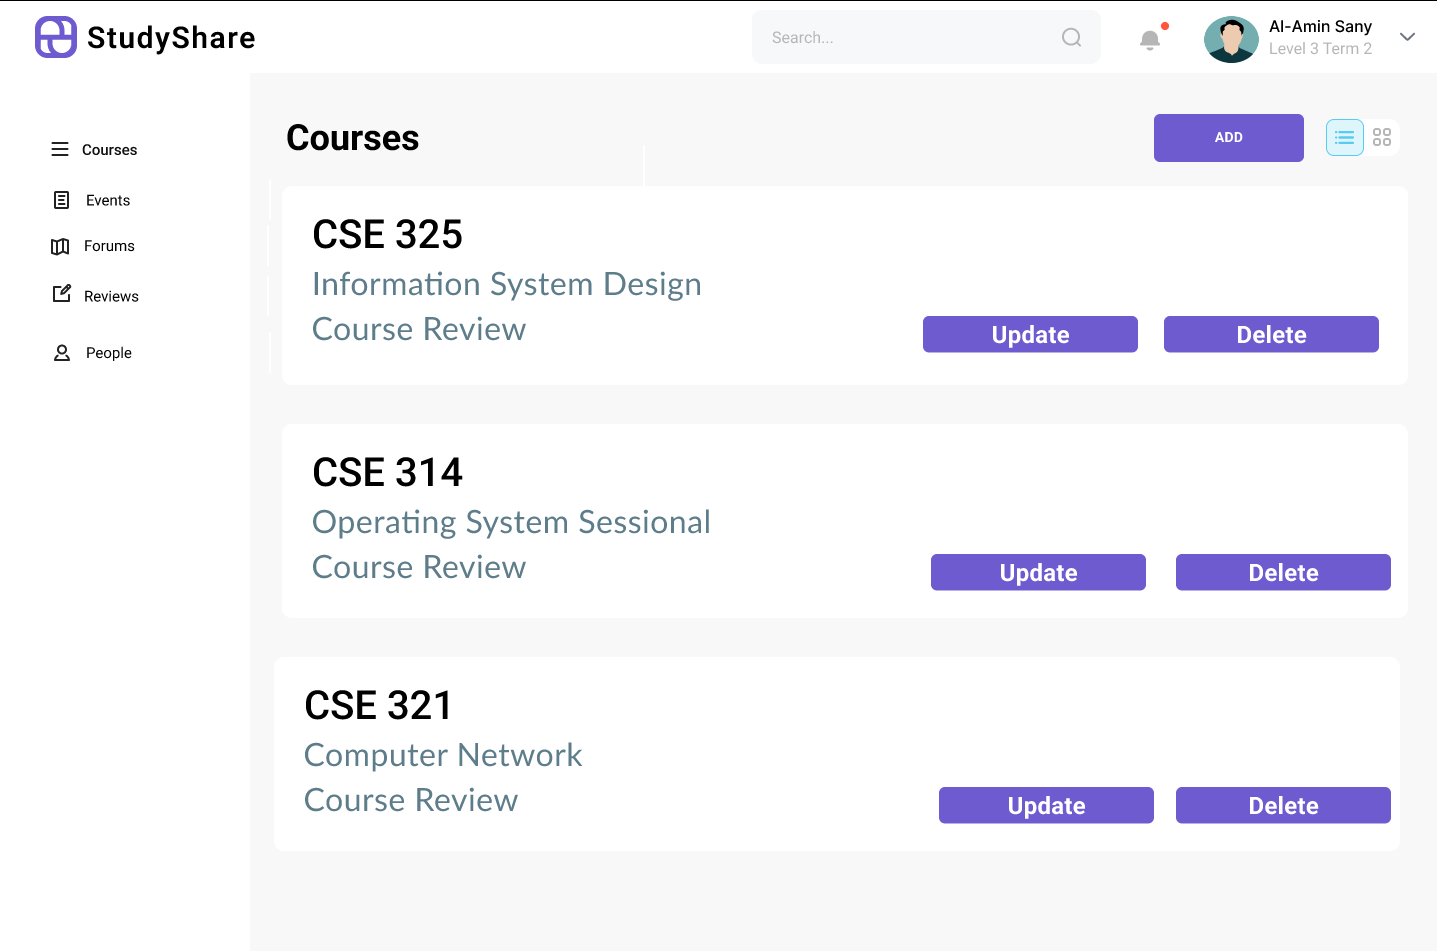 StudyShare
Search...
Al-Amin Sany
Level 3 Term 2
Courses
Events
Forums
Reviews
People
Courses
ADD
CSE 325
Information System Design
Course Review
Update
Delete
CSE 314
Operating System Sessional
Course Review
Update
Delete
CSE 321
Computer Network
Course Review
Update
Delete